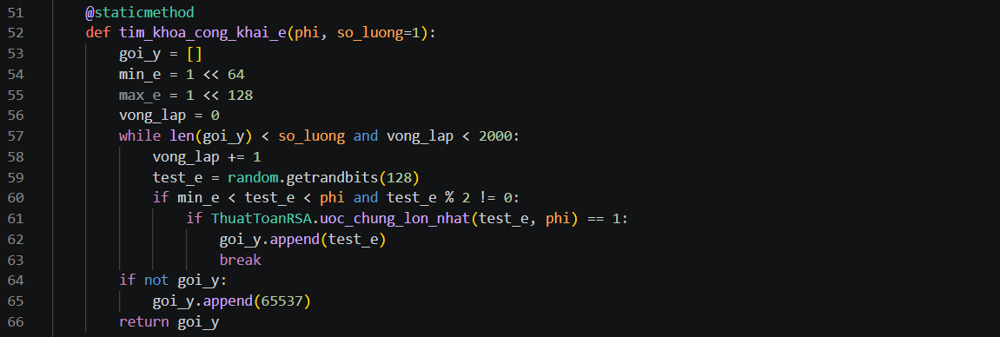 51 @staticmethod
52 def tim_khoa_cong_khai_e(phi, so_luong=1):
53 goi_y = []
54 min_e = 1 << 64
55 max_e = 1 << 128
56 vong_lap = 0
57 while len(goi_y) < so_luong and vong_lap < 2000:
58 vong_lap += 1
59 test_e = random.getrandbits(128)
60 if min_e < test_e < phi and test_e % 2 != 0:
61 if ThuatToanRSA.uoc_chung_lon_nhat(test_e, phi) == 1:
62 goi_y.append(test_e)
63 break
64 if not goi_y:
65 goi_y.append(65537)
66 return goi_y